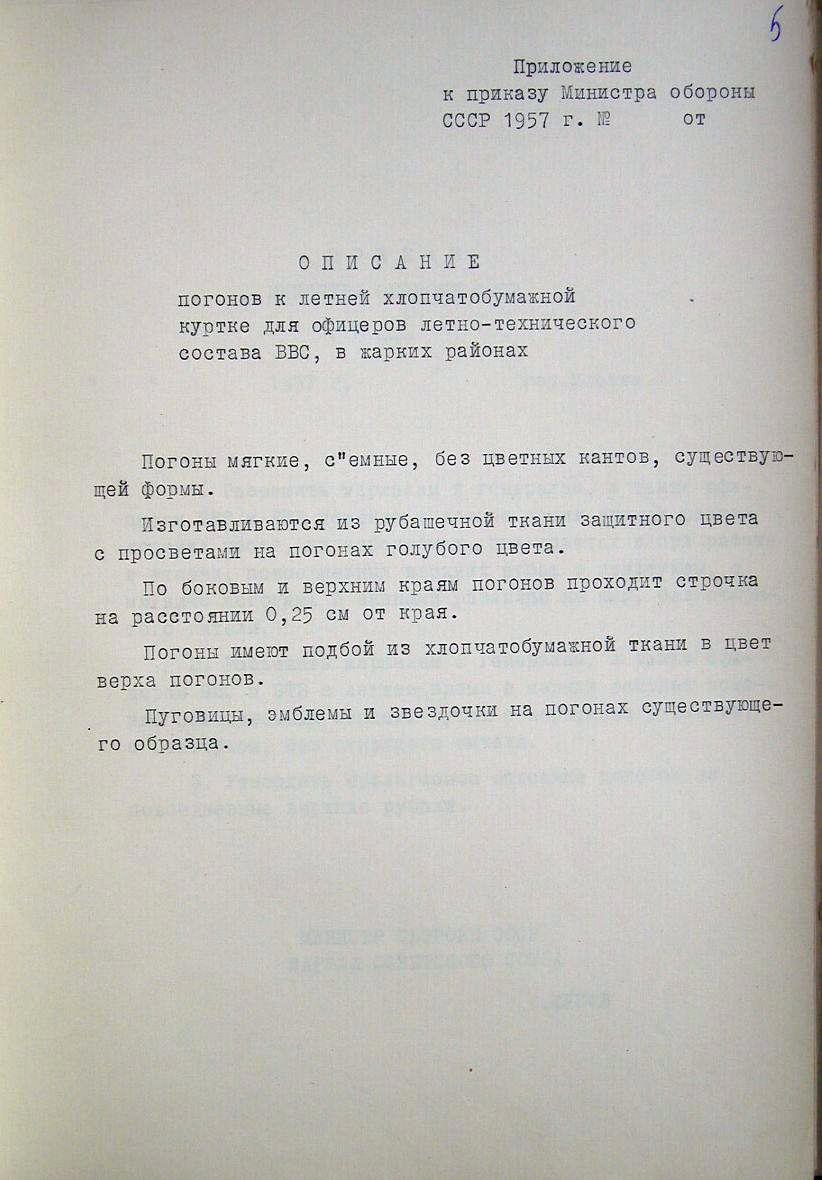 5
Приложение
к приказу Министра обороны
СССР 1957 г. № от
О П И С А Н И Е
погонов к летней хлопчатобумажной
куртке для офицеров летно-технического
состава ВВС, в жарких районах
Погоны мягкие, с"емные, без цветных кантов, существую-
щей формы.
Изготавливаются из рубашечной ткани защитного цвета
с просветами на погонах голубого цвета.
По боковым и верхним краям погонов проходит строчка
на расстоянии 0,25 см от края.
Погоны имеют подбой из хлопчатобумажной ткани в цвет
верха погонов.
Пуговицы, эмблемы и звездочки на погонах существующе-
го образца.